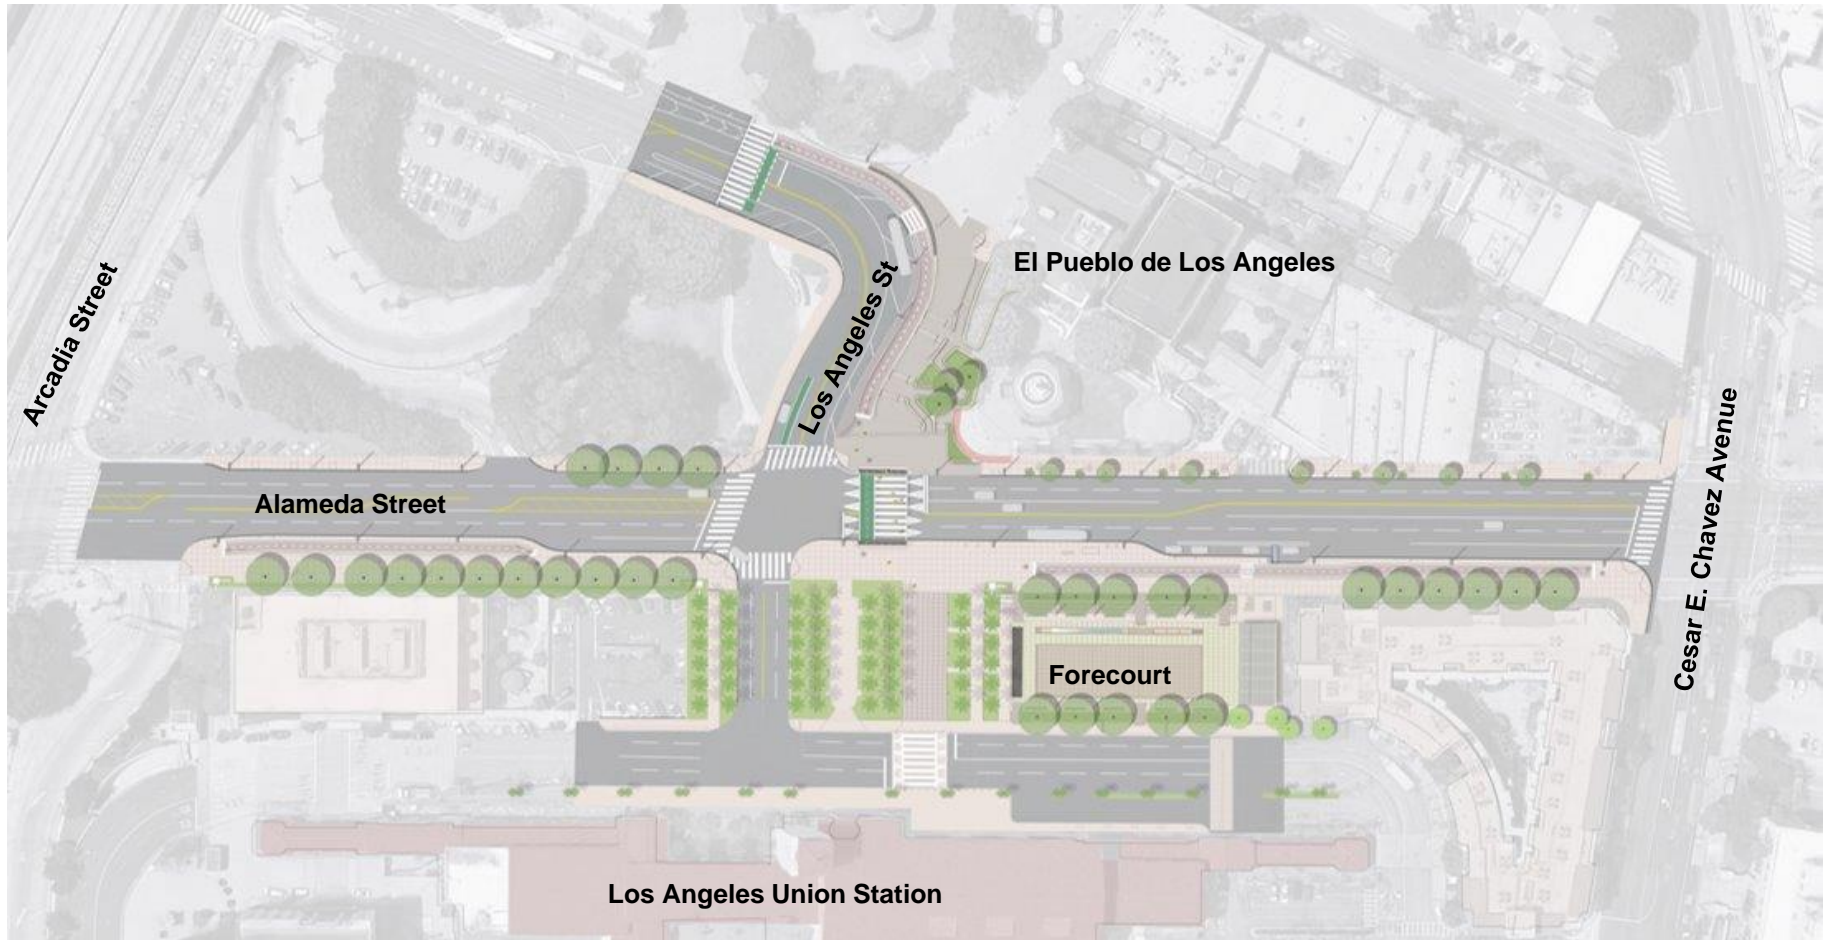 El Pueblo de Los Angeles
Arcadia Street
Los Angeles St
Alameda Street
Cesar E. Chavez Avenue
Forecourt
Los Angeles Union Station